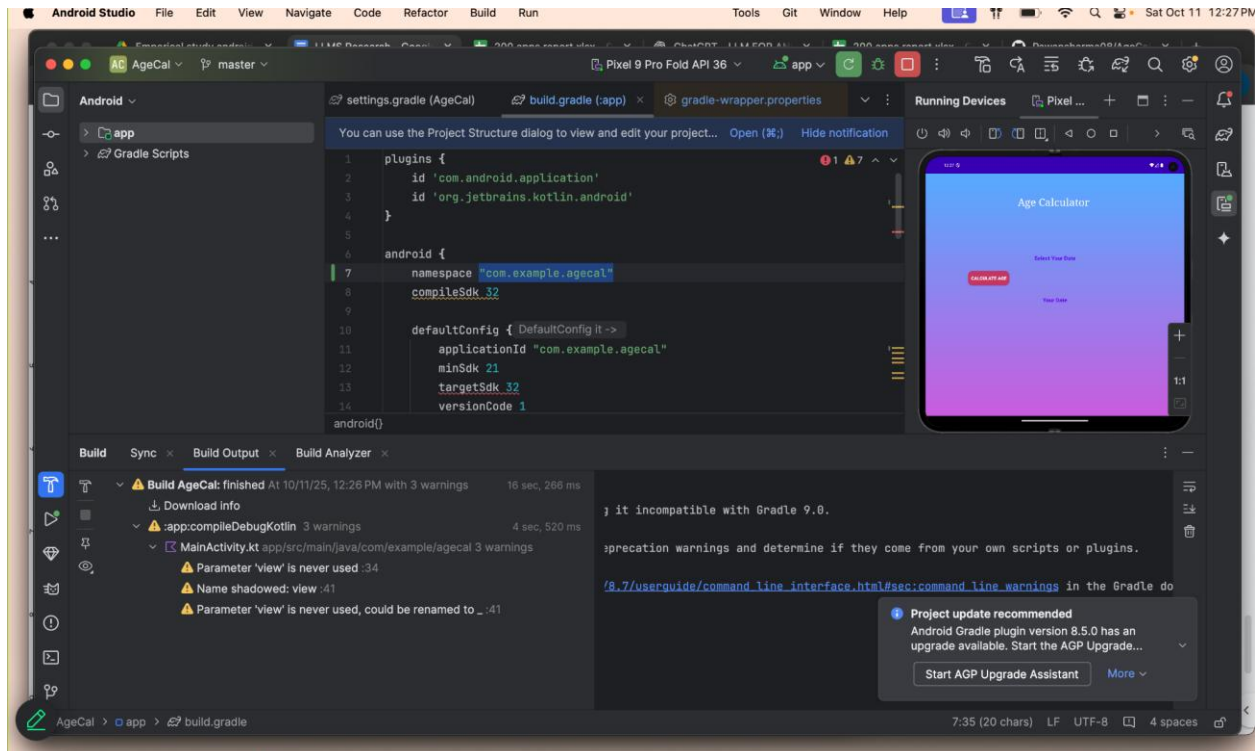 Android Studio File Edit View Navigate Code Refactor Build Run Tools Git Window Help Sat Oct 11 12:27PM
AC AgeCal master Pixel 9 Pro Fold API 36 app
Android
settings.gradle (AgeCal) build.gradle (:app) gradle-wrapper.properties
Running Devices Pixel ...
app
Gradle Scripts
You can use the Project Structure dialog to view and edit your project... Open (⌘;) Hide notification
1 plugins { 1 7
2 id 'com.android.application'
3 id 'org.jetbrains.kotlin.android'
4 }
5
6 android {
7 namespace "com.example.agecal"
8 compileSdk 32
9
10 defaultConfig { DefaultConfig it ->
11 applicationId "com.example.agecal"
12 minSdk 21
13 targetSdk 32
14 versionCode 1
android{}
Age Calculator
Select Your Date
CALCULATE AGE
Your Date
1:1
Build Sync Build Output Build Analyzer
Build AgeCal: finished At 10/11/25, 12:26 PM with 3 warnings 16 sec, 266 ms
Download info
:app:compileDebugKotlin 3 warnings 4 sec, 520 ms
MainActivity.kt app/src/main/java/com/example/agecal 3 warnings
Parameter 'view' is never used :34
Name shadowed: view :41
Parameter 'view' is never used, could be renamed to _ :41
g it incompatible with Gradle 9.0.
eprecation warnings and determine if they come from your own scripts or plugins.
/8.7/userguide/command_line_interface.html#sec:command_line_warnings in the Gradle do
Project update recommended
Android Gradle plugin version 8.5.0 has an
upgrade available. Start the AGP Upgrade...
Start AGP Upgrade Assistant More
AgeCal > app > build.gradle 7:35 (20 chars) LF UTF-8 4 spaces